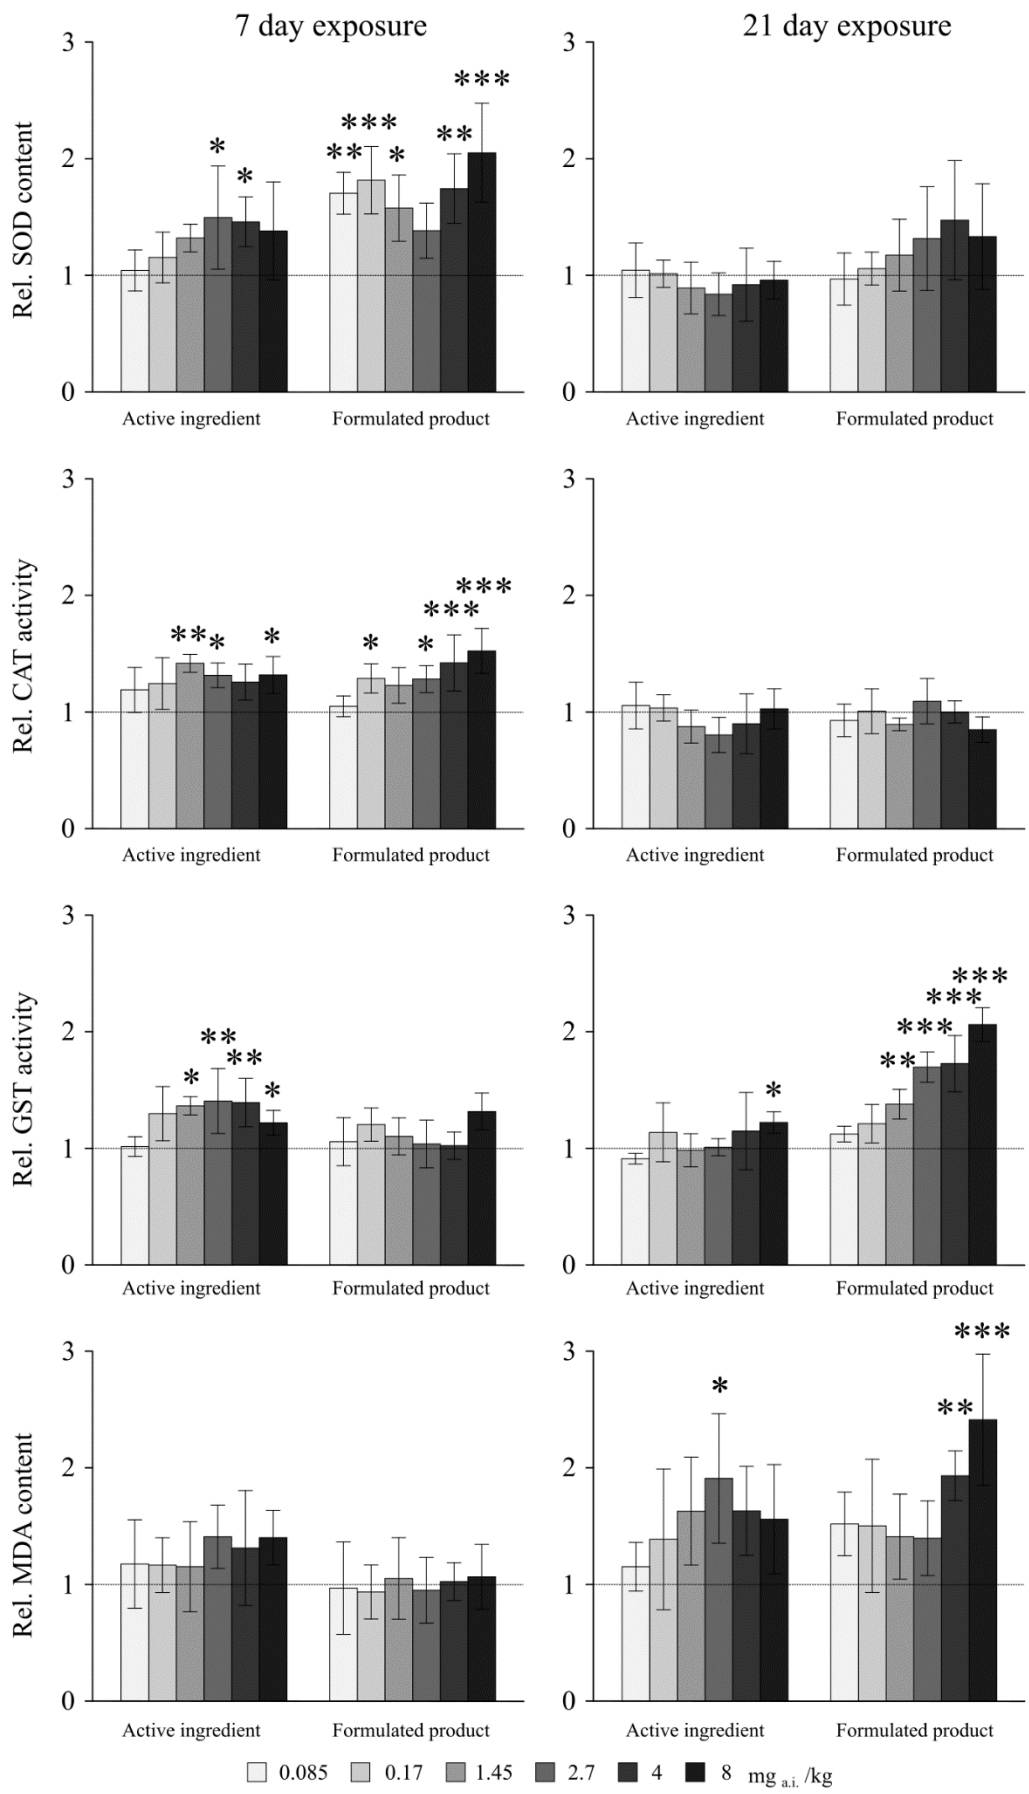 7 day exposure
21 day exposure
Rel. SOD content
3
2
1
0
*
*
**
***
*
**
***
Active ingredient
Formulated product
3
2
1
0
Active ingredient
Formulated product
Rel. CAT activity
3
2
1
0
**
*
*
*
*
***
***
Active ingredient
Formulated product
3
2
1
0
Active ingredient
Formulated product
Rel. GST activity
3
2
1
0
*
**
**
*
Active ingredient
Formulated product
3
2
1
0
*
**
***
***
***
Active ingredient
Formulated product
Rel. MDA content
3
2
1
0
Active ingredient
Formulated product
3
2
1
0
*
**
***
Active ingredient
Formulated product
0.085 0.17 1.45 2.7 4 8 mg a.i. /kg